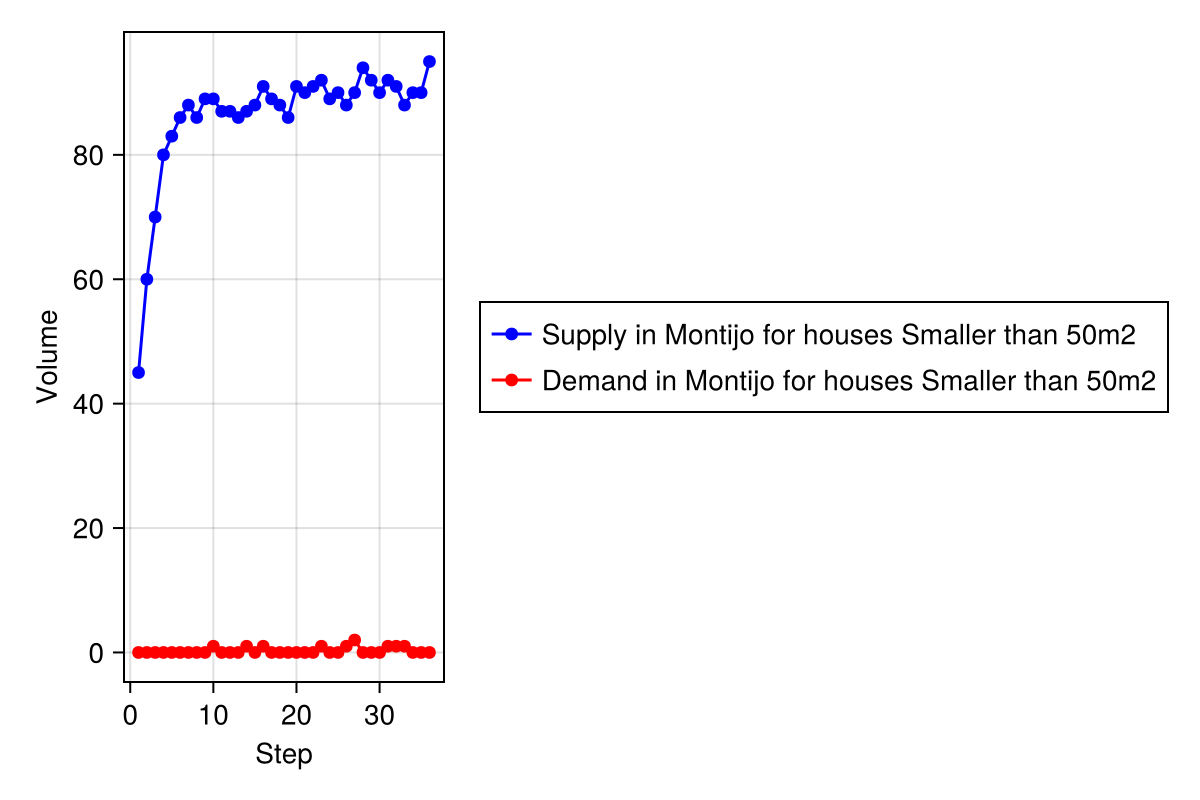 80
60
40
20
0
Volume
0 10 20 30
Step
Supply in Montijo for houses Smaller than 50m2
Demand in Montijo for houses Smaller than 50m2